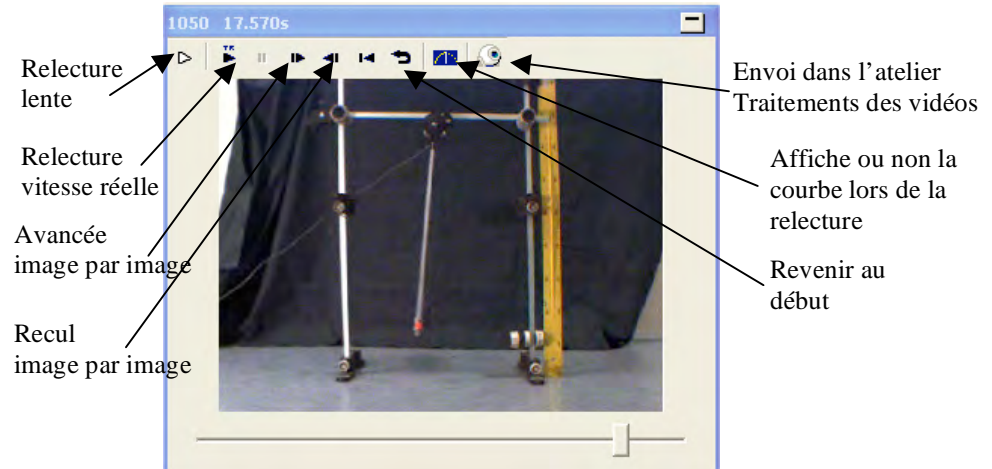 1050 17.570s
TR
Relecture
lente
Relecture
vitesse réelle
Avancée
image par image
Recul
image par image
Envoi dans l'atelier
Traitements des vidéos
Affiche ou non la
courbe lors de la
relecture
Revenir au
début